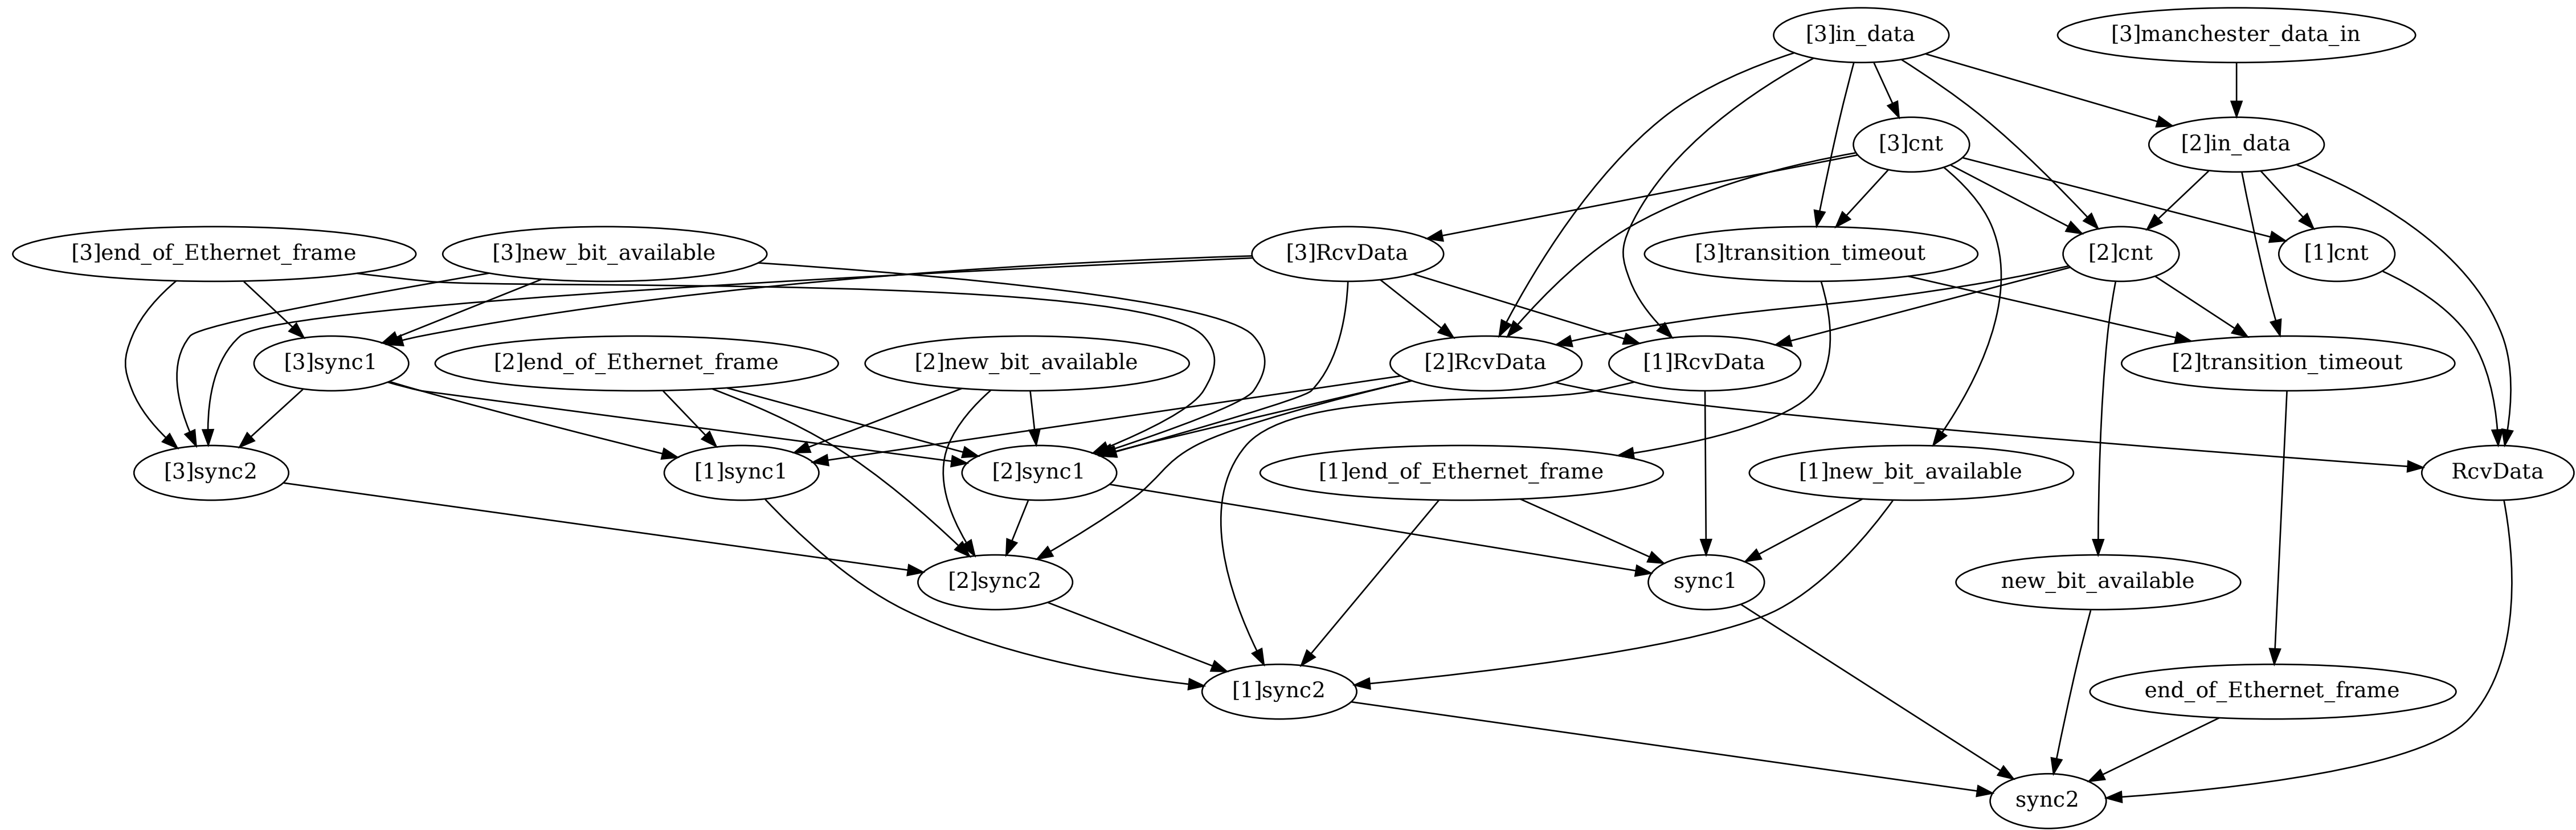 [3]in_data
[3]manchester_data_in
[3]cnt
[2]in_data
[3]end_of_Ethernet_frame
[3]new_bit_available
[3]RcvData
[3]transition_timeout
[2]cnt
[1]cnt
[3]sync1
[2]end_of_Ethernet_frame
[2]new_bit_available
[2]RcvData
[1]RcvData
[2]transition_timeout
[3]sync2
[1]sync1
[2]sync1
[1]end_of_Ethernet_frame
[1]new_bit_available
RcvData
[2]sync2
sync1
new_bit_available
[1]sync2
end_of_Ethernet_frame
sync2